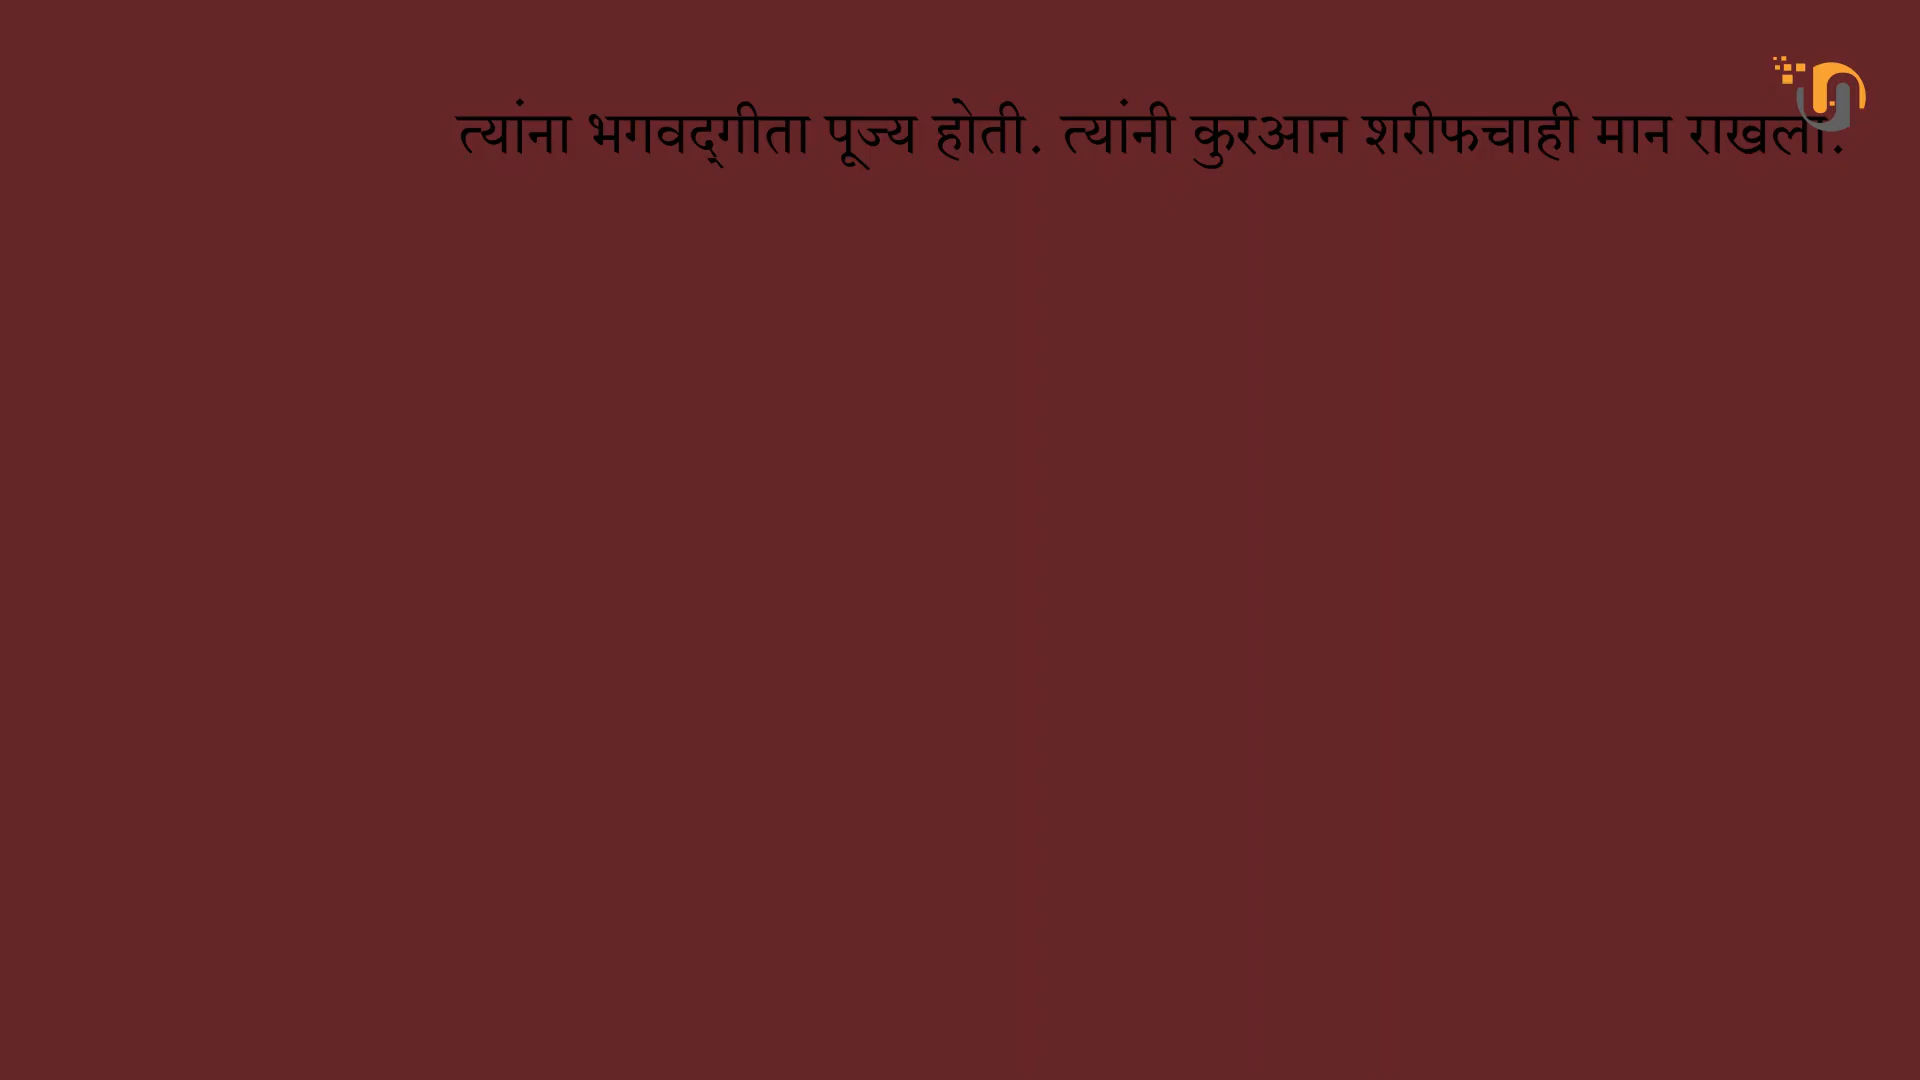 त्यांना भगवद्‌गीता पूज्य होती. त्यांनी कुरआन शरीफचाही मान राखला.